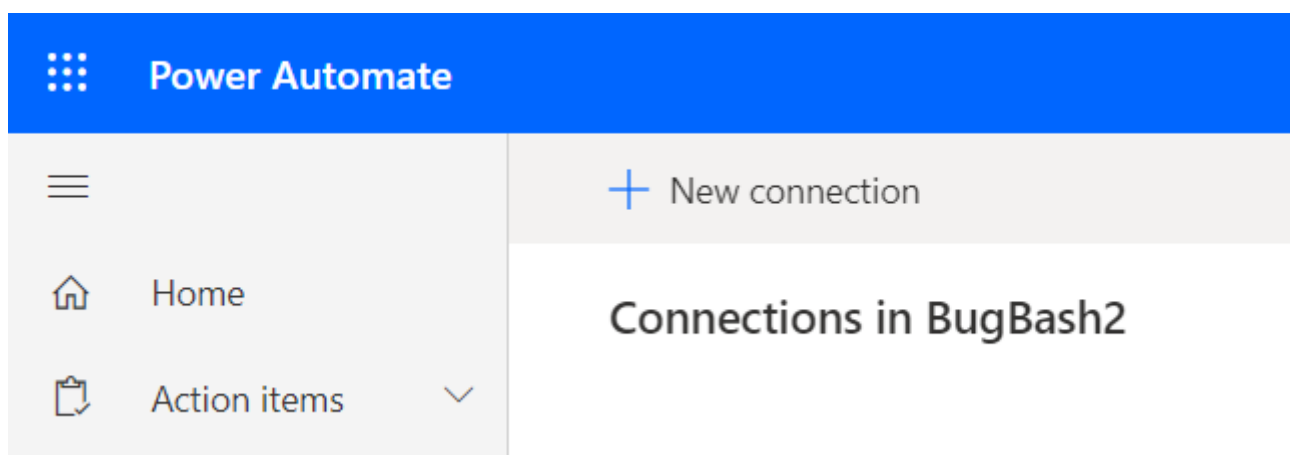 Power Automate
New connection
Home
Connections in BugBash2
Action items